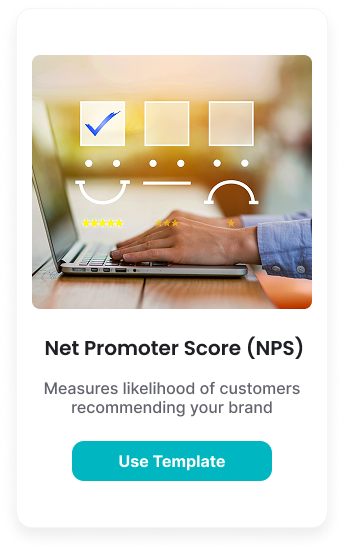 Net Promoter Score (NPS)
Measures likelihood of customers
recommending your brand
Use Template